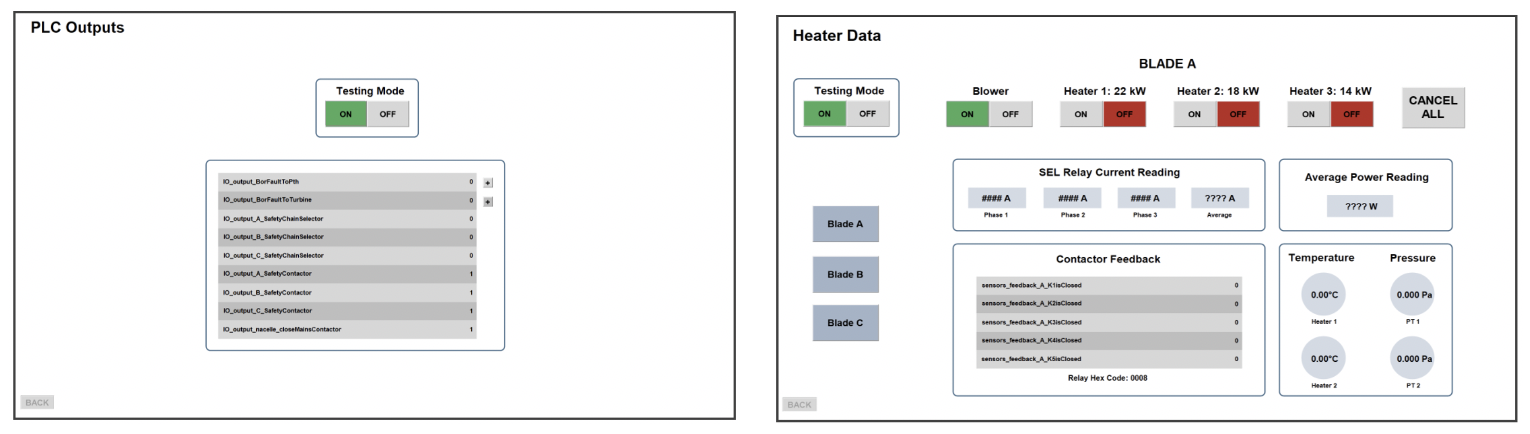 PLC Outputs
Testing Mode
ON OFF
IO_output_BorFaultToPth 0 +
IO_output_BorFaultToTurbine 0 +
IO_output_A_SafetyChainSelector 0
IO_output_B_SafetyChainSelector 0
IO_output_C_SafetyChainSelector 0
IO_output_A_SafetyContactor 1
IO_output_B_SafetyContactor 1
IO_output_C_SafetyContactor 1
IO_output_nacelle_closeMainsContactor 1
BACK
Heater Data
BLADE A
Testing Mode
ON OFF
Blower
ON OFF
Heater 1: 22 kW
ON OFF
Heater 2: 18 kW
ON OFF
Heater 3: 14 kW
ON OFF
CANCEL
ALL
Blade A
Blade B
Blade C
SEL Relay Current Reading
#### A #### A #### A ???? A
Phase 1 Phase 2 Phase 3 Average
Average Power Reading
???? W
Contactor Feedback
sensors_feedback_A_K1isClosed 0
sensors_feedback_A_K2isClosed 0
sensors_feedback_A_K3isClosed 0
sensors_feedback_A_K4isClosed 0
sensors_feedback_A_K5isClosed 0
Relay Hex Code: 0008
Temperature Pressure
0.00°C 0.000 Pa
Heater 1 PT 1
0.00°C 0.000 Pa
Heater 2 PT 2
BACK